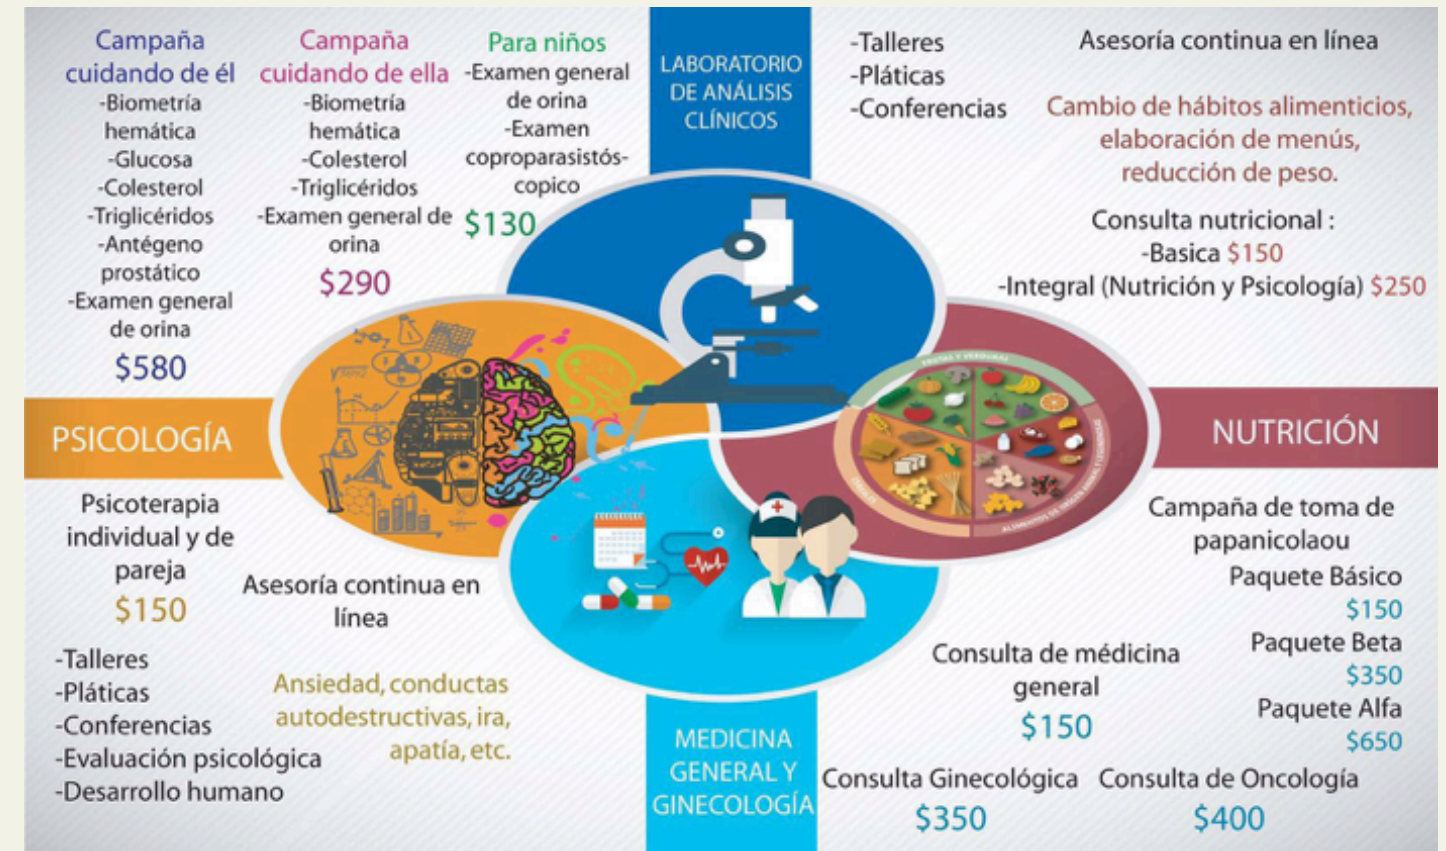 Campaña
cuidando de él
-Biometría
hemática
-Glucosa
-Colesterol
-Triglicéridos
-Antégeno
prostático
-Examen general
de orina
$580
Campaña
cuidando de ella
-Biometría
hemática
-Colesterol
-Triglicéridos
-Examen general de
orina
$290
Para niños
-Examen general
de orina
-Examen
coproparasistós-
copico
$130
LABORATORIO
DE ANÁLISIS
CLÍNICOS
-Talleres
-Pláticas
-Conferencias
Asesoría continua en línea
Cambio de hábitos alimenticios,
elaboración de menús,
reducción de peso.
Consulta nutricional :
-Basica $150
-Integral (Nutrición y Psicología) $250
FRUTAS Y VERDURAS
CEREALES
PSICOLOGÍA
NUTRICIÓN
Psicoterapia
individual y de
pareja
$150
Asesoría continua en
línea
-Talleres
-Pláticas
-Conferencias
-Evaluación psicológica
-Desarrollo humano
Ansiedad, conductas
autodestructivas, ira,
apatía, etc.
MEDICINA
GENERAL Y
GINECOLOGÍA
Campaña de toma de
papanicolaou
Paquete Básico
$150
Paquete Beta
$350
Paquete Alfa
$650
Consulta de médicina
general
$150
Consulta Ginecológica
$350
Consulta de Oncología
$400